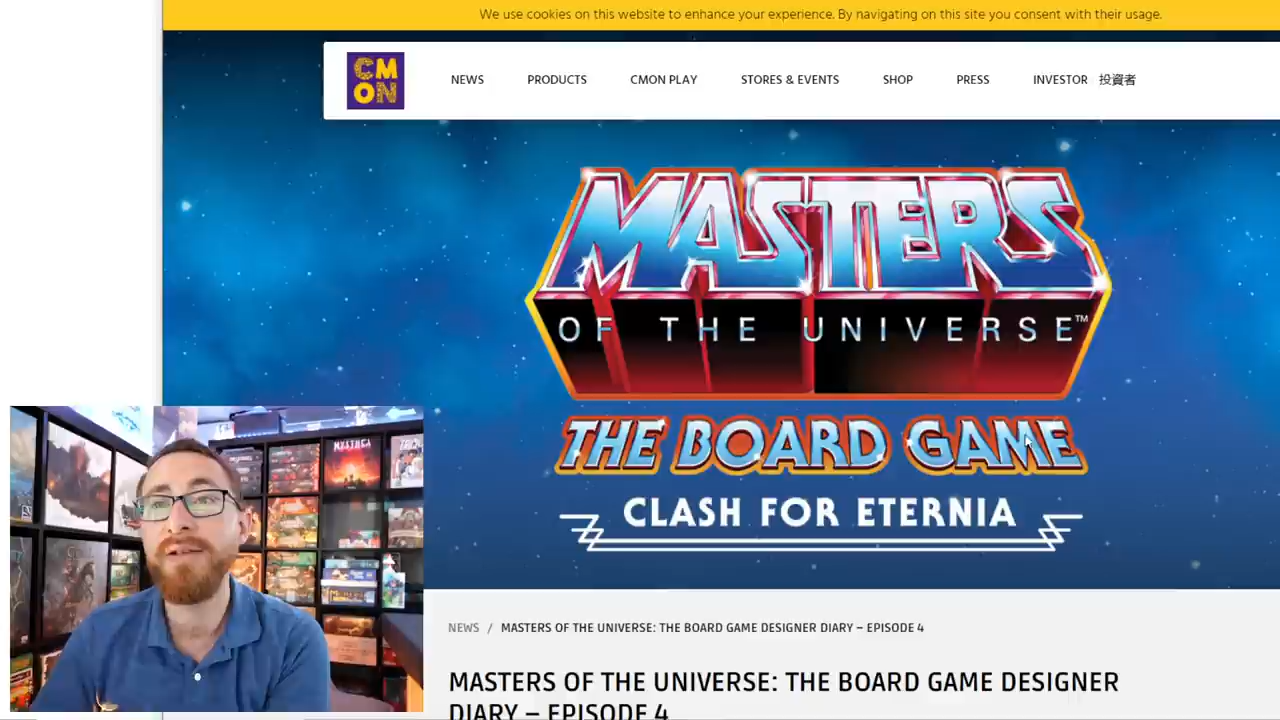 We use cookies on this website to enhance your experience. By navigating on this site you consent with their usage.
CMON
NEWS PRODUCTS CMON PLAY STORES & EVENTS SHOP PRESS INVESTOR 投資者
MASTERS
OF THE UNIVERSE™
THE BOARD GAME
CLASH FOR ETERNIA
MYTHICA
NEWS / MASTERS OF THE UNIVERSE: THE BOARD GAME DESIGNER DIARY – EPISODE 4
MASTERS OF THE UNIVERSE: THE BOARD GAME DESIGNER
DIARY – EPISODE 4